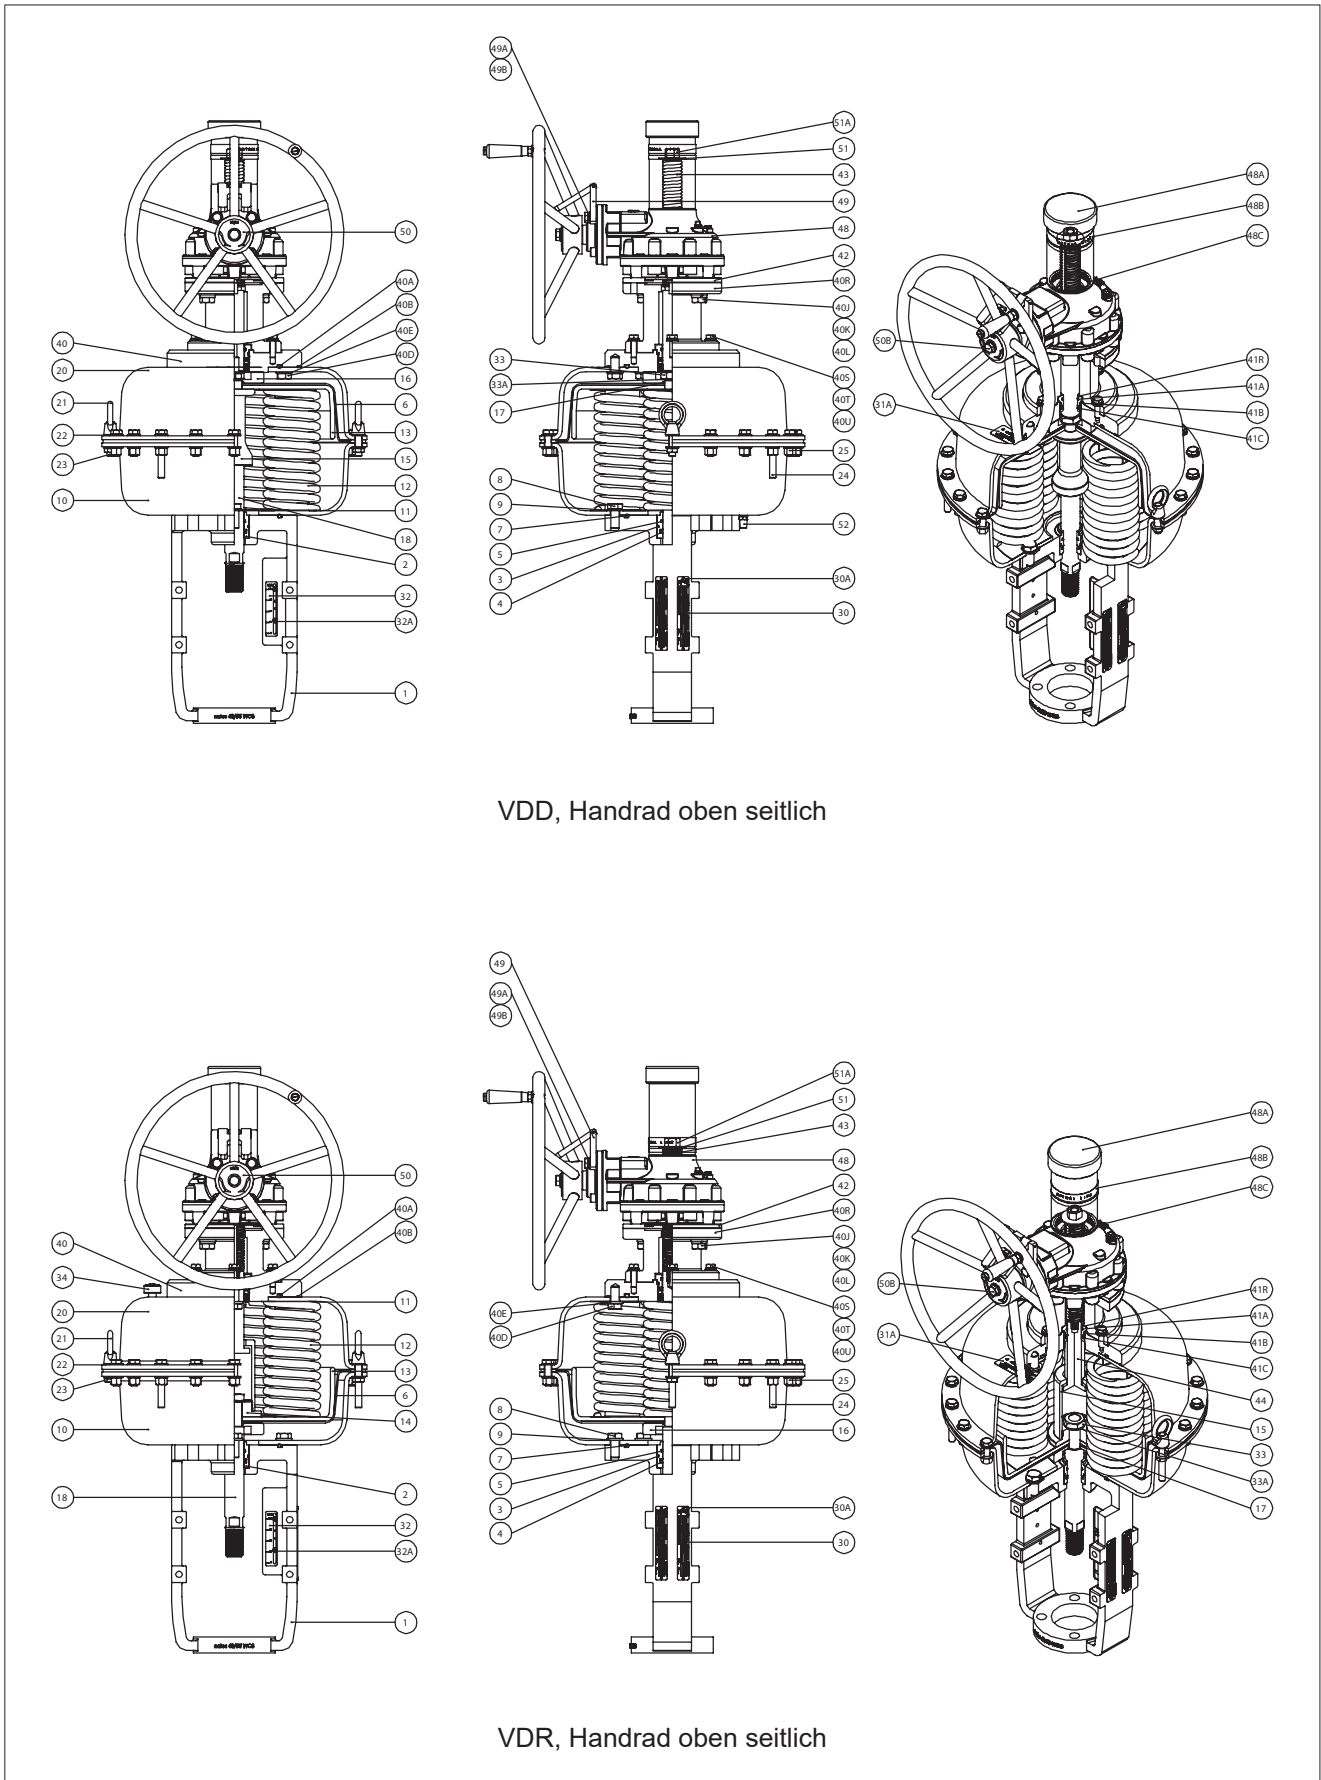 49A
49B
50
40A
40B
40E
40D
40
20
21
22
23
10
16
6
13
15
12
11
18
2
32
32A
1
51A
51
43
49
48
42
40R
40J
40K
40L
40S
40T
40U
33
33A
17
8
9
7
5
3
4
25
24
52
30A
30
48A
48B
48C
50B
31A
41R
41A
41B
41C
VDD, Handrad oben seitlich
50
40A
40B
40
34
20
21
22
23
10
18
11
12
13
6
14
2
32
32A
1
49
49A
49B
51A
51
43
48
42
40R
40J
40K
40L
40S
40T
40U
40E
40D
8
9
7
5
3
4
25
24
16
30A
30
48A
48B
48C
50B
31A
41R
41A
41B
41C
44
15
33
33A
17
VDR, Handrad oben seitlich